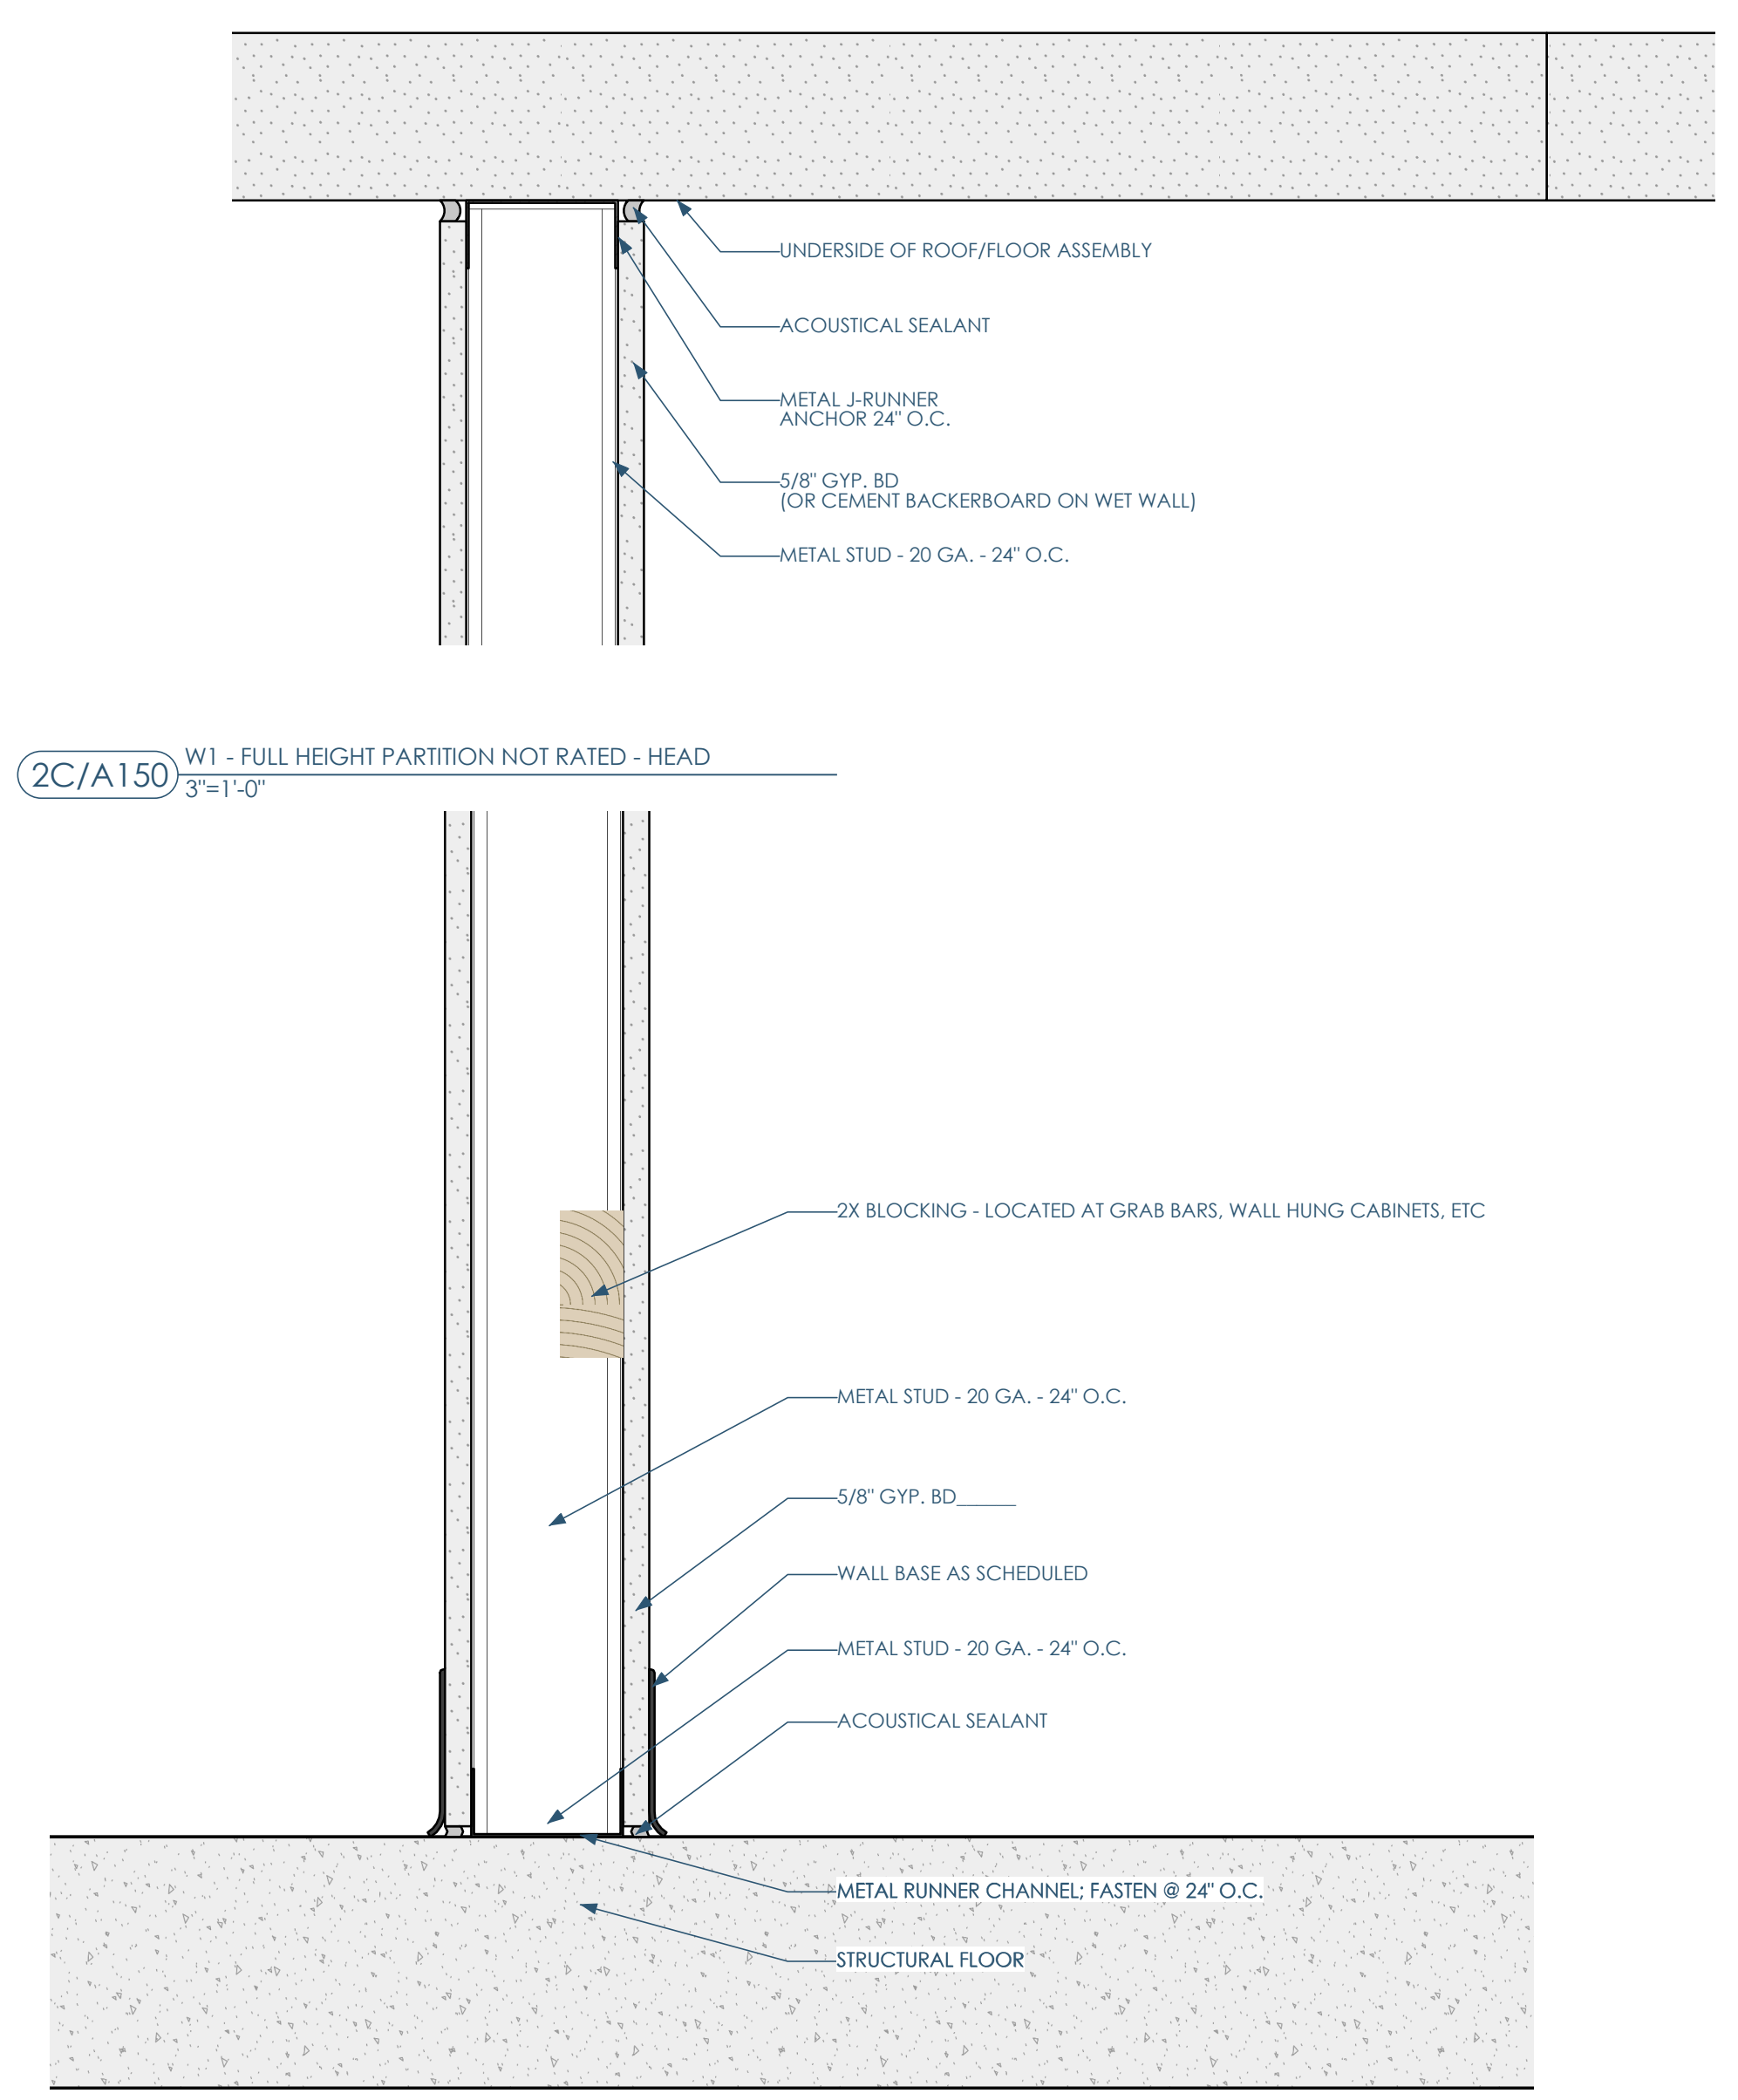 UNDERSIDE OF ROOF/FLOOR ASSEMBLY
ACOUSTICAL SEALANT
METAL J-RUNNER
ANCHOR 24" O.C.
5/8" GYP. BD
(OR CEMENT BACKERBOARD ON WET WALL)
METAL STUD - 20 GA. - 24" O.C.
2C/A150
W1 - FULL HEIGHT PARTITION NOT RATED - HEAD
3"=1'-0"
2X BLOCKING - LOCATED AT GRAB BARS, WALL HUNG CABINETS, ETC
METAL STUD - 20 GA. - 24" O.C.
5/8" GYP. BD______
WALL BASE AS SCHEDULED
METAL STUD - 20 GA. - 24" O.C.
ACOUSTICAL SEALANT
METAL RUNNER CHANNEL; FASTEN @ 24" O.C.
STRUCTURAL FLOOR